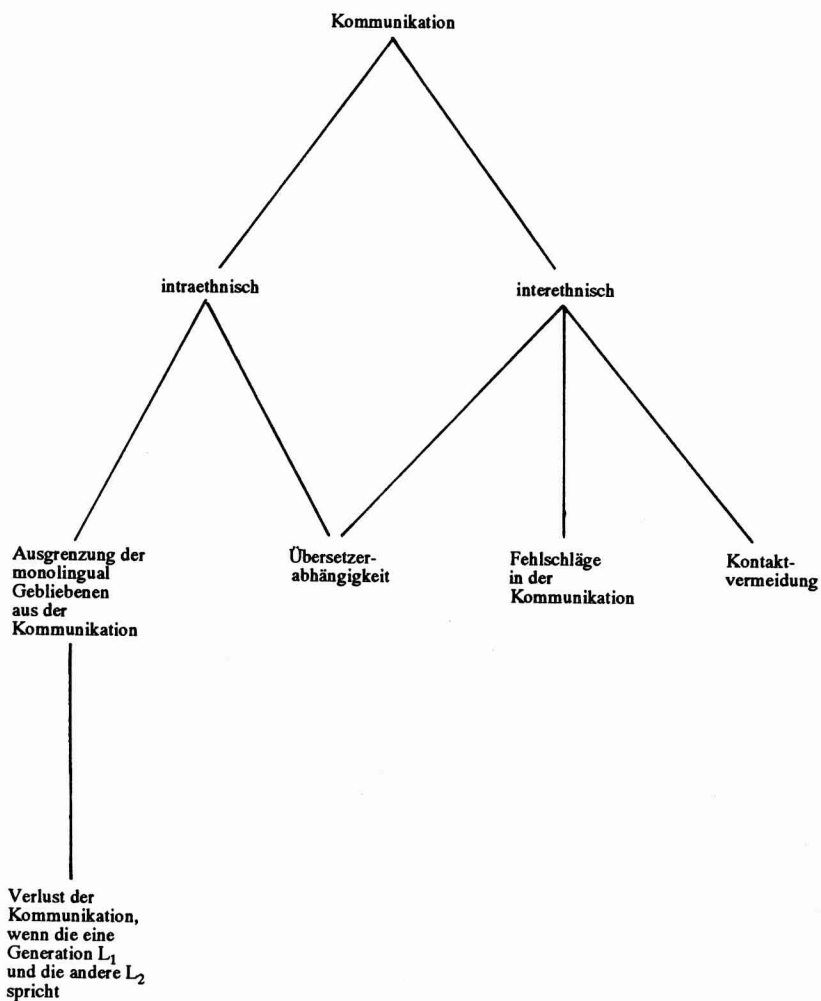 Kommunikation
intraethnisch
interethnisch
Ausgrenzung der
monolingual
Gebliebenen
aus der
Kommunikation
Übersetzer-
abhängigkeit
Fehlschläge
in der
Kommunikation
Kontakt-
vermeidung
Verlust der
Kommunikation,
wenn die eine
Generation L₁
und die andere L₂
spricht